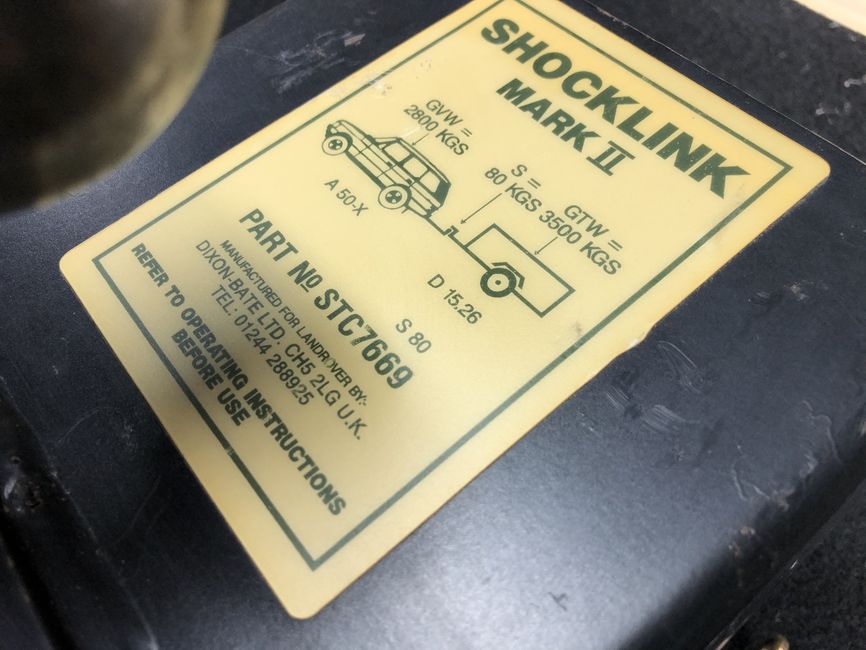 SHOCKLINK
MARK II
GVW =
2800 KGS
S =
80 KGS
GTW =
3500 KGS
A 50-X
D 15.26
S 80
PART Nº STC7669
MANUFACTURED FOR LANDROVER BY:-
DIXON-BATE LTD. CH5 2LG U.K.
TEL: 01244 288925
REFER TO OPERATING INSTRUCTIONS
BEFORE USE